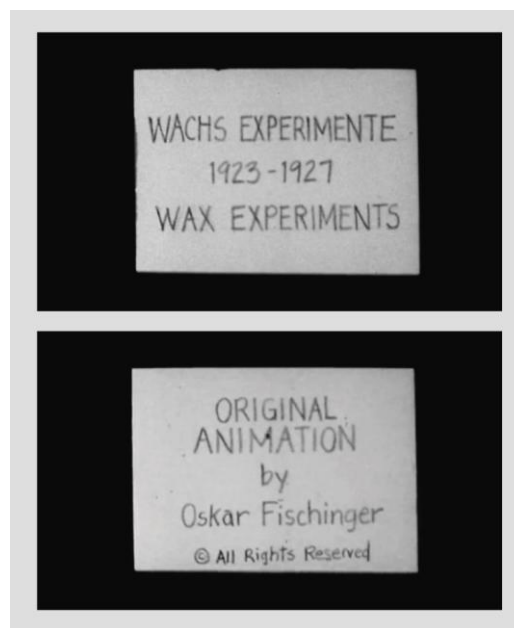 WACHS EXPERIMENTE
1923-1927
WAX EXPERIMENTS
ORIGINAL
ANIMATION
by
Oskar Fischinger
© All Rights Reserved